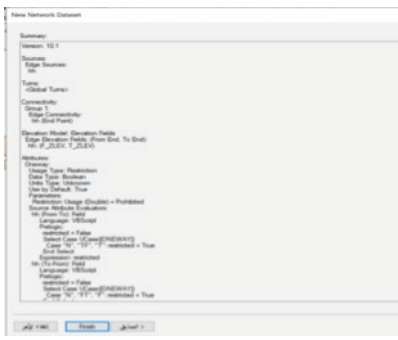 New Network Dataset
Summary:
Version: 10.1
Sources:
Edge Sources:
hh
Turns:
<Global Turns>
Connectivity:
Group 1:
Edge Connectivity:
hh (End Point)
Elevation Model: Elevation Fields
Edge Elevation Fields: (From End, To End):
hh: (F_ZLEV, T_ZLEV)
Attributes:
Oneway:
Usage Type: Restriction
Data Type: Boolean
Units Type: Unknown
Use by Default: True
Parameters:
Restriction Usage (Double) = Prohibited
Source Attribute Evaluators:
hh (From-To): Field
Language: VBScript
Prelogic:
restricted = False
Select Case UCase([ONEWAY])
Case "N", "TF", "T": restricted = True
End Select
Expression: restricted
hh (To-From): Field
Language: VBScript
Prelogic:
restricted = False
Select Case UCase([ONEWAY])
Case "N", "FT", "F": restricted = True
إلغاء الأمر
Finish
< السابق